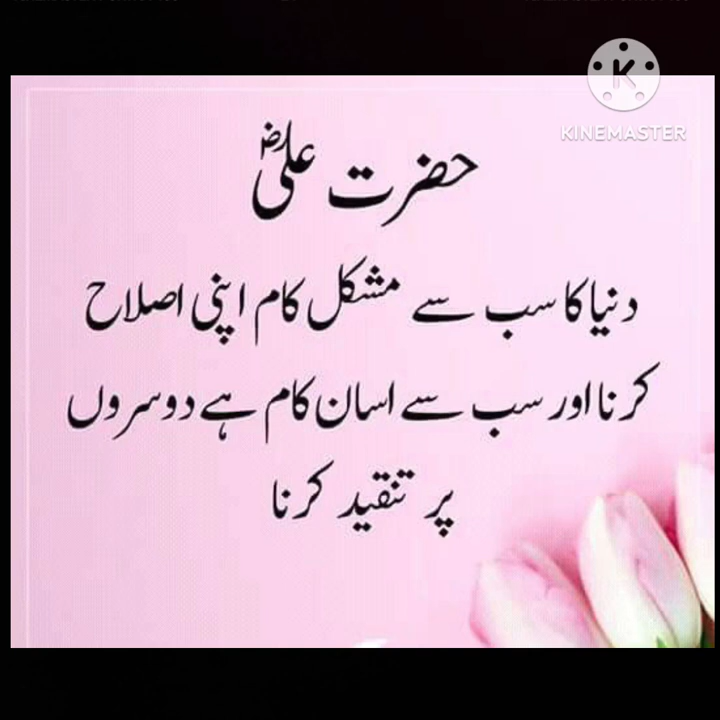 KINEMASTER
حضرت علیؓ
دنیا کا سب سے مشکل کام اپنی اصلاح
کرنا اور سب سے اسان کام ہے دوسروں
پر تنقید کرنا